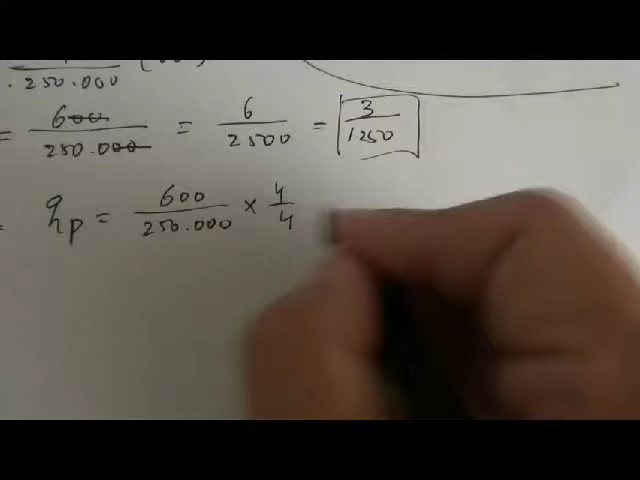 250.000
= 600/250.000 = 6/2500 = 3/1250
qp = 600/250.000 × 4/4